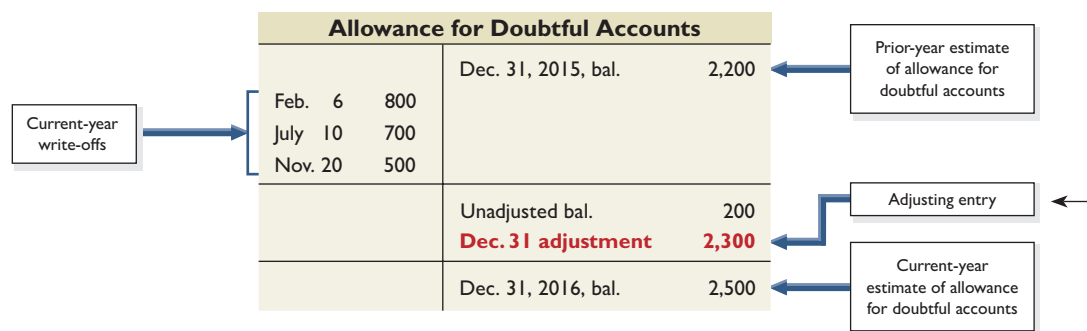 Allowance for Doubtful Accounts
Dec. 31, 2015, bal. 2,200
Prior-year estimate
of allowance for
doubtful accounts
Current-year
write-offs
Feb. 6 800
July 10 700
Nov. 20 500
Unadjusted bal. 200
Adjusting entry
Dec. 31 adjustment 2,300
Dec. 31, 2016, bal. 2,500
Current-year
estimate of allowance
for doubtful accounts